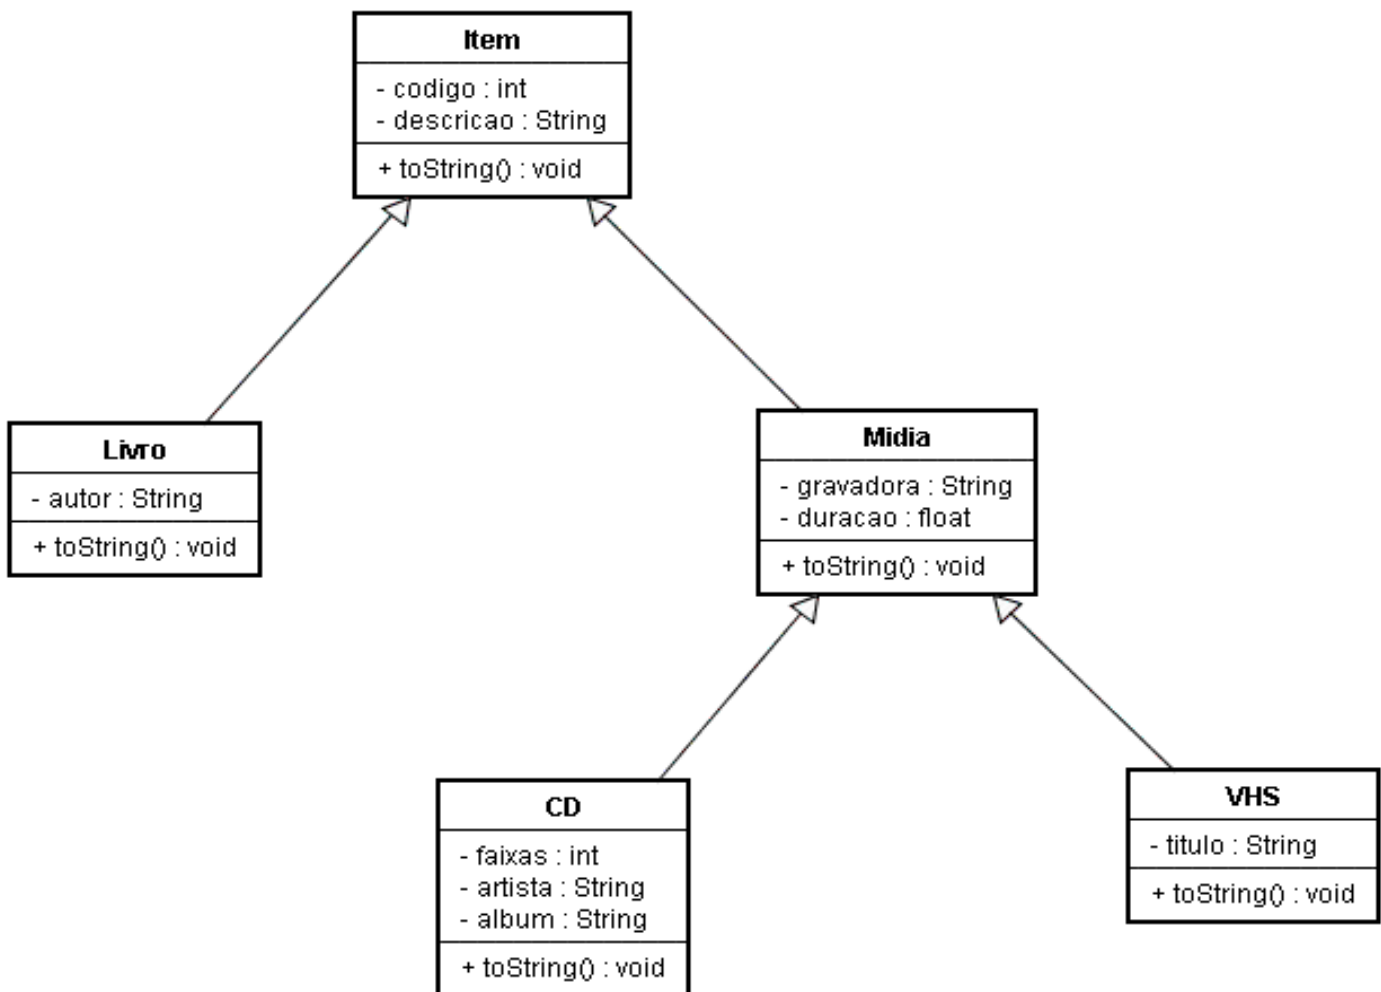 Item
- codigo : int
- descricao : String
+ toString() : void
Livro
- autor : String
+ toString() : void
Midia
- gravadora : String
- duracao : float
+ toString() : void
CD
- faixas : int
- artista : String
- album : String
+ toString() : void
VHS
- titulo : String
+ toString() : void